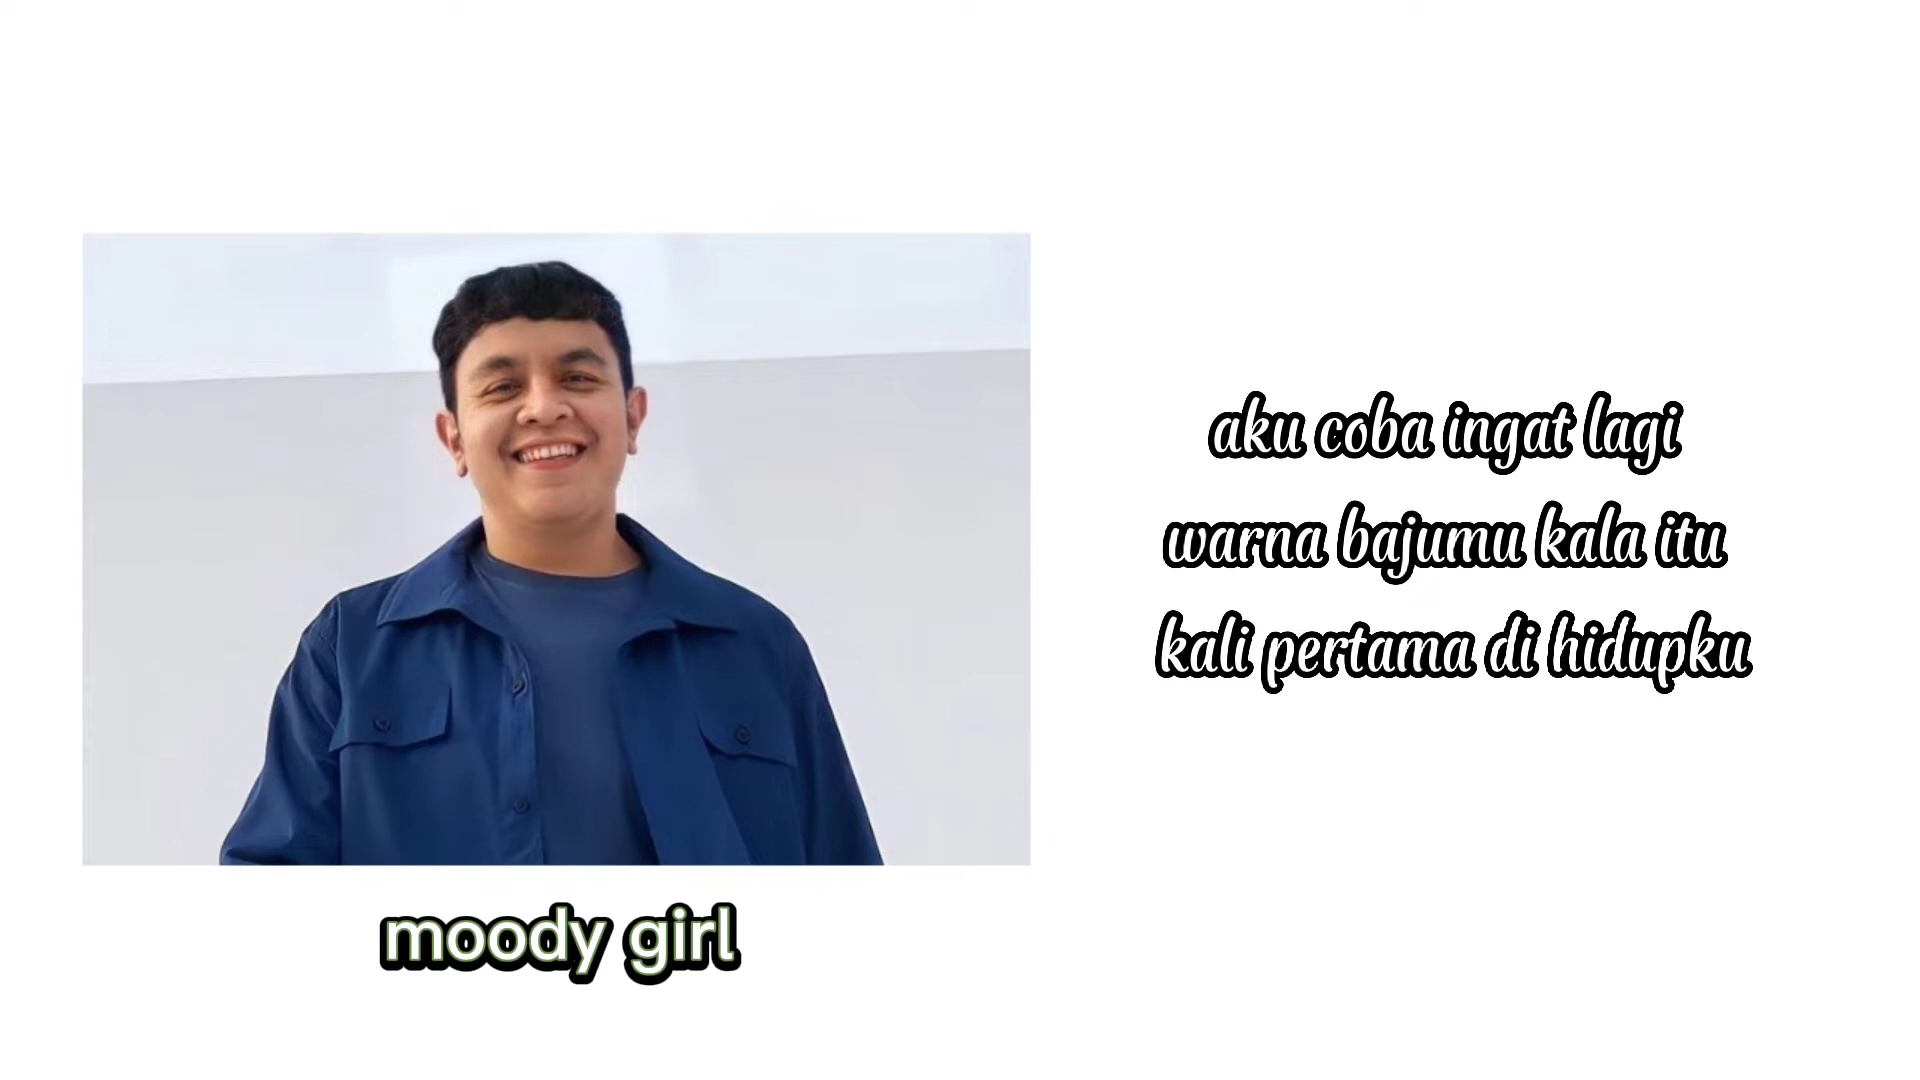 aku coba ingat lagi
warna bajumu kala itu
kali pertama di hidupku
moody girl